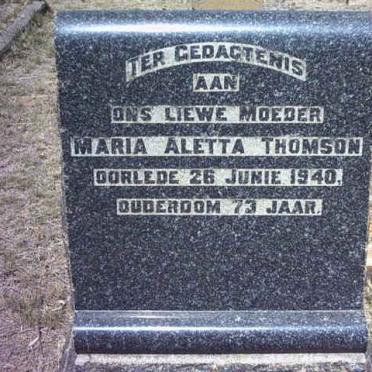 TER GEDAGTENIS
AAN
ONS LIEWE MOEDER
MARIA ALETTA THOMSON
OORLEDE 26 JUNIE 1940,
OUDERDOM 73 JAAR.